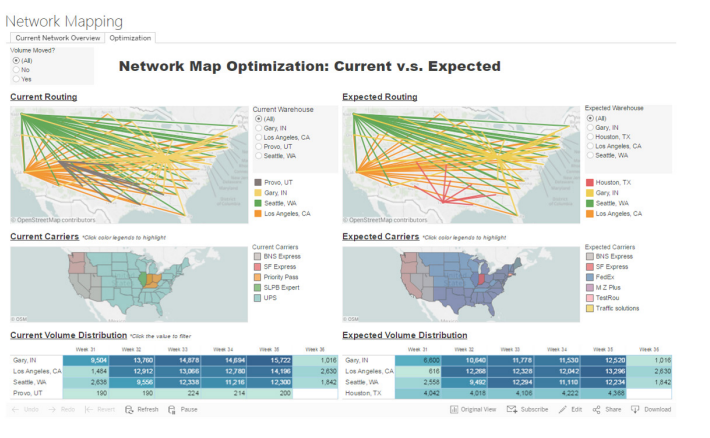 Network Mapping
Current Network Overview Optimization
Volume Moved?
(All)
No
Yes
Network Map Optimization: Current v.s. Expected
Current Routing
Current Warehouse
(All)
Gary, IN
Los Angeles, CA
Provo, UT
Seattle, WA
Provo, UT
Gary, IN
Seattle, WA
Los Angeles, CA
© OpenStreetMap contributors
Expected Routing
Expected Warehouse
(All)
Gary, IN
Houston, TX
Los Angeles, CA
Seattle, WA
Houston, TX
Gary, IN
Seattle, WA
Los Angeles, CA
© OpenStreetMap contributors
Current Carriers *Click color legends to highlight
Current Carriers
BNS Express
SF Express
Priority Pass
SLPB Expert
UPS
© OSM
Expected Carriers *Click color legends to highlight
Expected Carriers
BNS Express
SF Express
FedEx
M Z Plus
TestRou
Traffic solutions
© OSM
Current Volume Distribution *Click the value to filter
Week 31 Week 32 Week 33 Week 34 Week 35 Week 36
Gary, IN 9,504 13,760 14,878 14,694 15,722 1,016
Los Angeles, CA 1,484 12,912 13,066 12,780 14,196 2,630
Seattle, WA 2,638 9,556 12,338 11,216 12,300 1,842
Provo, UT 190 190 224 214 200
Expected Volume Distribution
Week 31 Week 32 Week 33 Week 34 Week 35 Week 36
Gary, IN 6,600 10,640 11,778 11,530 12,520 1,016
Los Angeles, CA 616 12,268 12,328 12,042 13,296 2,630
Seattle, WA 2,558 9,492 12,294 11,110 12,234 1,842
Houston, TX 4,042 4,018 4,106 4,222 4,368
Undo Redo Revert Refresh Pause Original View Subscribe Edit Share Download